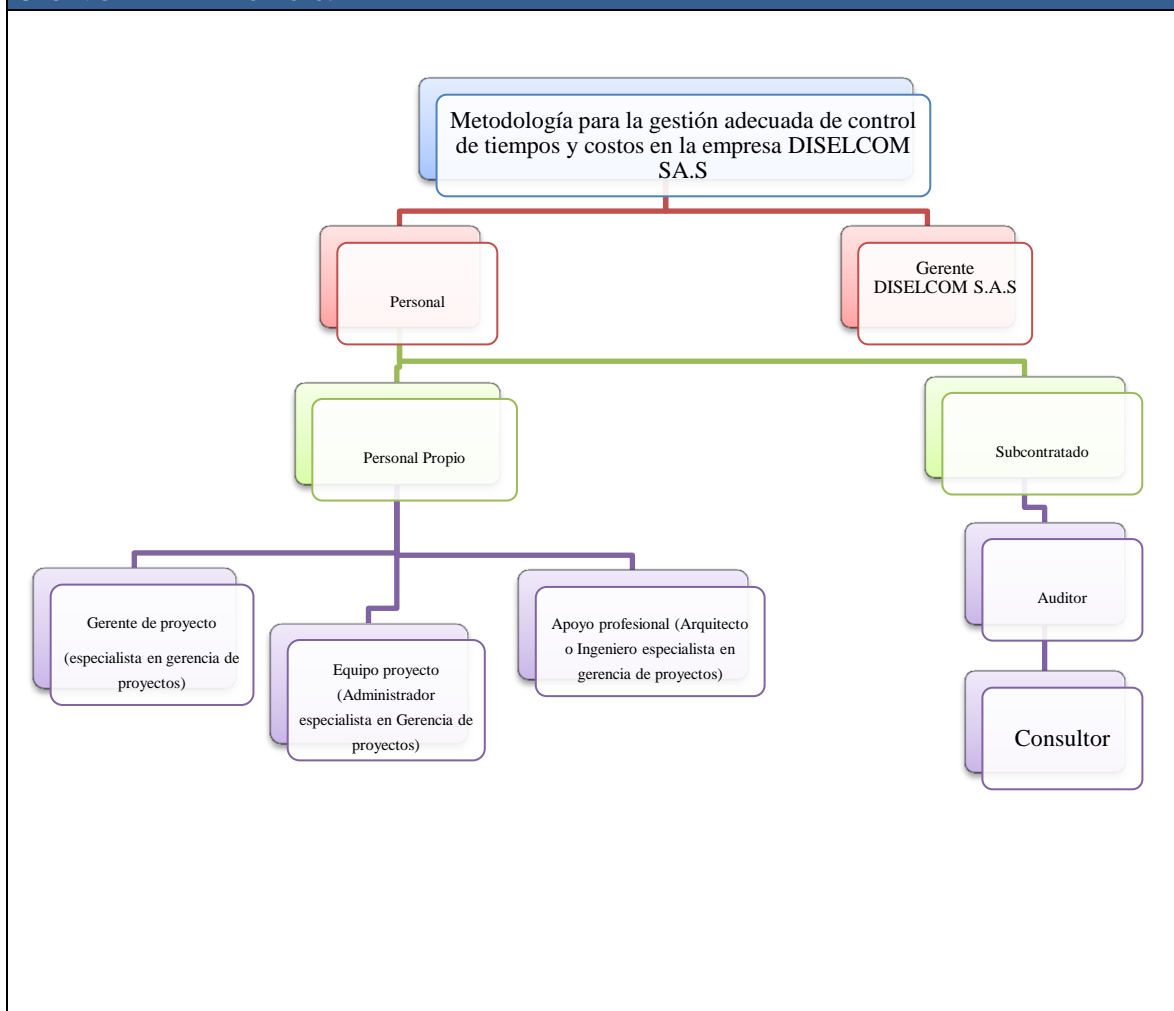 Metodología para la gestión adecuada de control
de tiempos y costos en la empresa DISELCOM
SA.S
Personal
Gerente
DISELCOM S.A.S
Personal Propio
Subcontratado
Gerente de proyecto
(especialista en gerencia de
proyectos)
Equipo proyecto
(Administrador
especialista en Gerencia de
proyectos)
Apoyo profesional (Arquitecto
o Ingeniero especialista en
gerencia de proyectos)
Auditor
Consultor